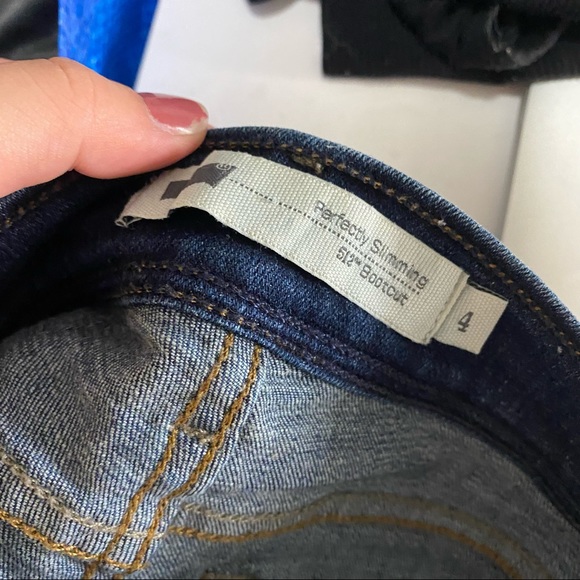 Perfectly Slimming
512™ Bootcut
4